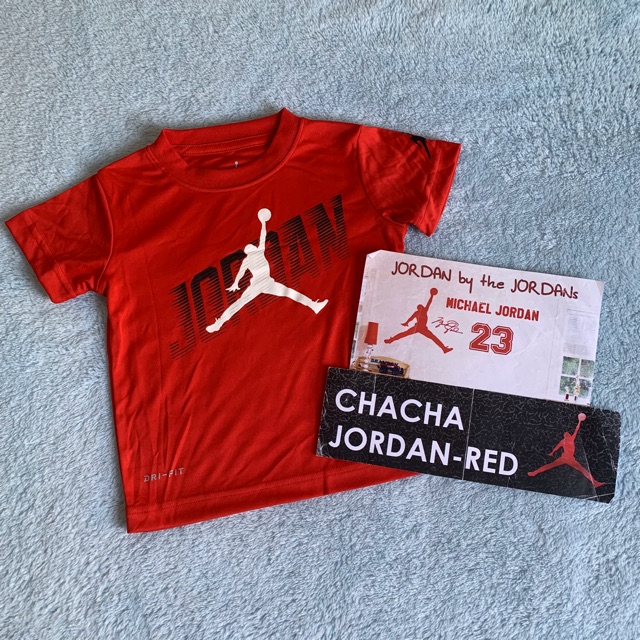 JORDAN
DRI-FIT
JORDAN by the JORDANs
MICHAEL JORDAN
23
CHACHA
JORDAN-RED